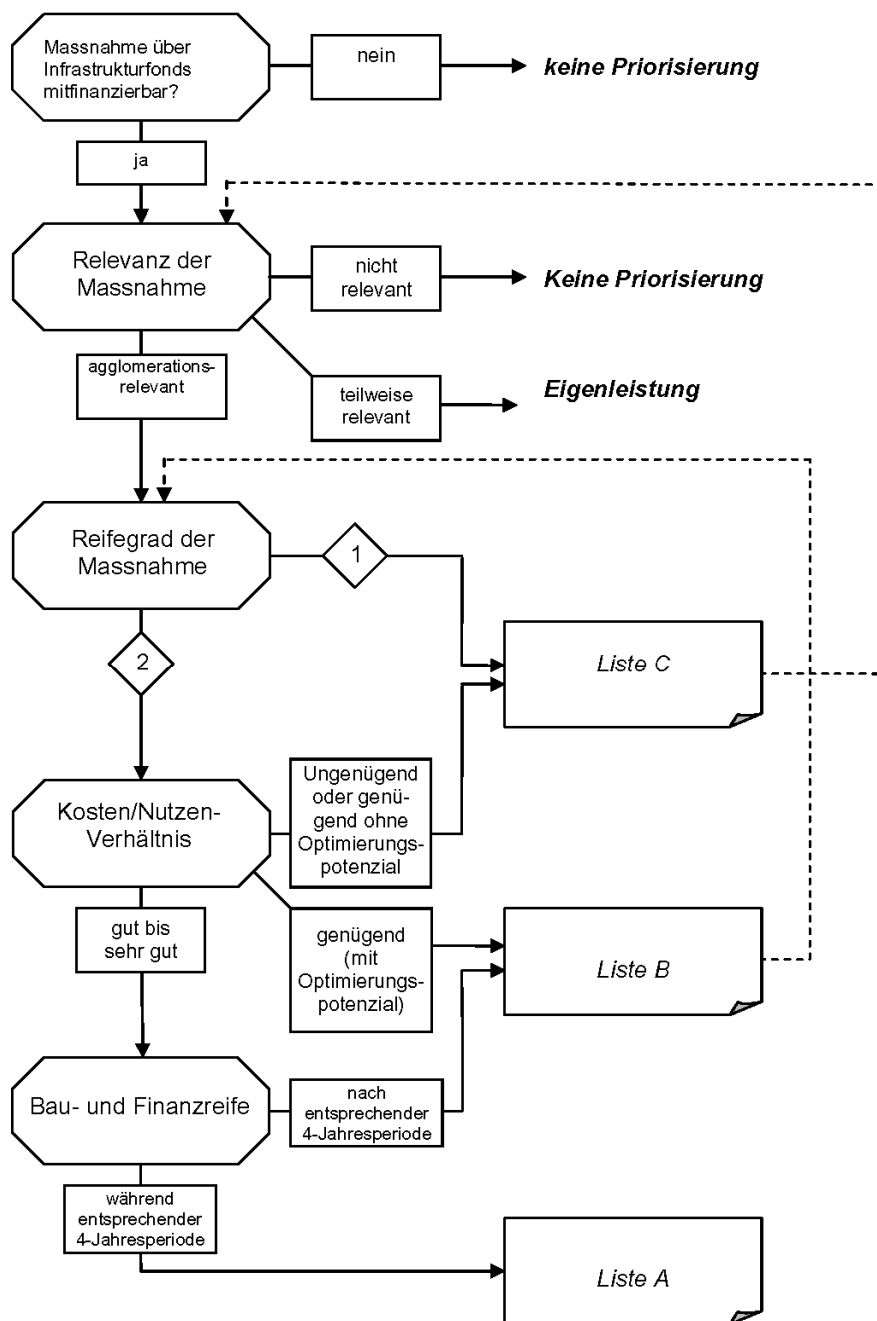 Massnahme über
Infrastrukturfonds
mitfinanzierbar?
nein
keine Priorisierung
ja
Relevanz der
Massnahme
nicht
relevant
Keine Priorisierung
agglomerations-
relevant
teilweise
relevant
Eigenleistung
Reifegrad der
Massnahme
1
2
Liste C
Kosten/Nutzen-
Verhältnis
Ungenügend
oder genü-
gend ohne
Optimierungs-
potenzial
gut bis
sehr gut
genügend
(mit
Optimierungs-
potenzial)
Liste B
Bau- und Finanzreife
nach
entsprechender
4-Jahresperiode
während
entsprechender
4-Jahresperiode
Liste A